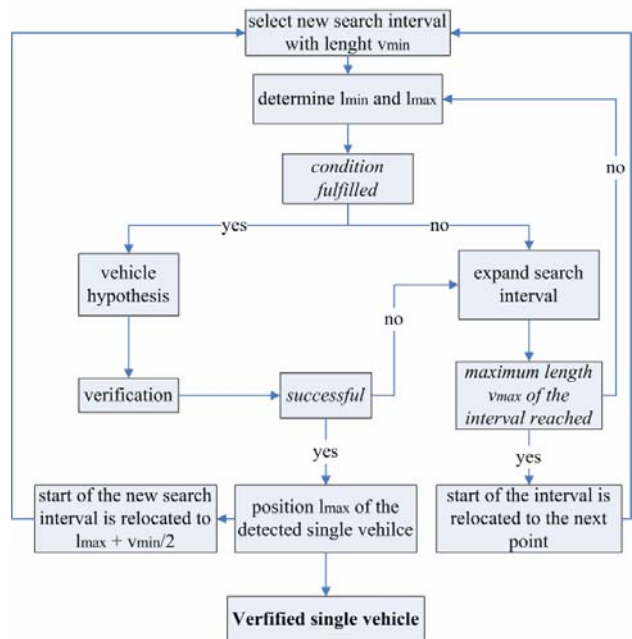 select new search interval
with lenght vmin
determine lmin and lmax
condition
fulfilled
no
yes
no
vehicle
hypothesis
expand search
interval
no
verification
successful
maximum length
vmax of the
interval reached
yes
yes
start of the new search
interval is relocated to
lmax + vmin/2
position lmax of the
detected single vehilce
start of the interval is
relocated to the next
point
Verfified single vehicle